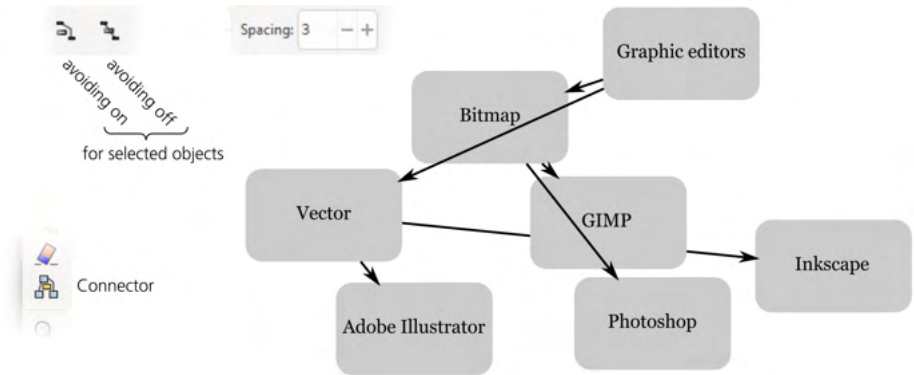 Spacing: 3
avoiding on
avoiding off
for selected objects
Connector
Graphic editors
Bitmap
Vector
GIMP
Inkscape
Adobe Illustrator
Photoshop